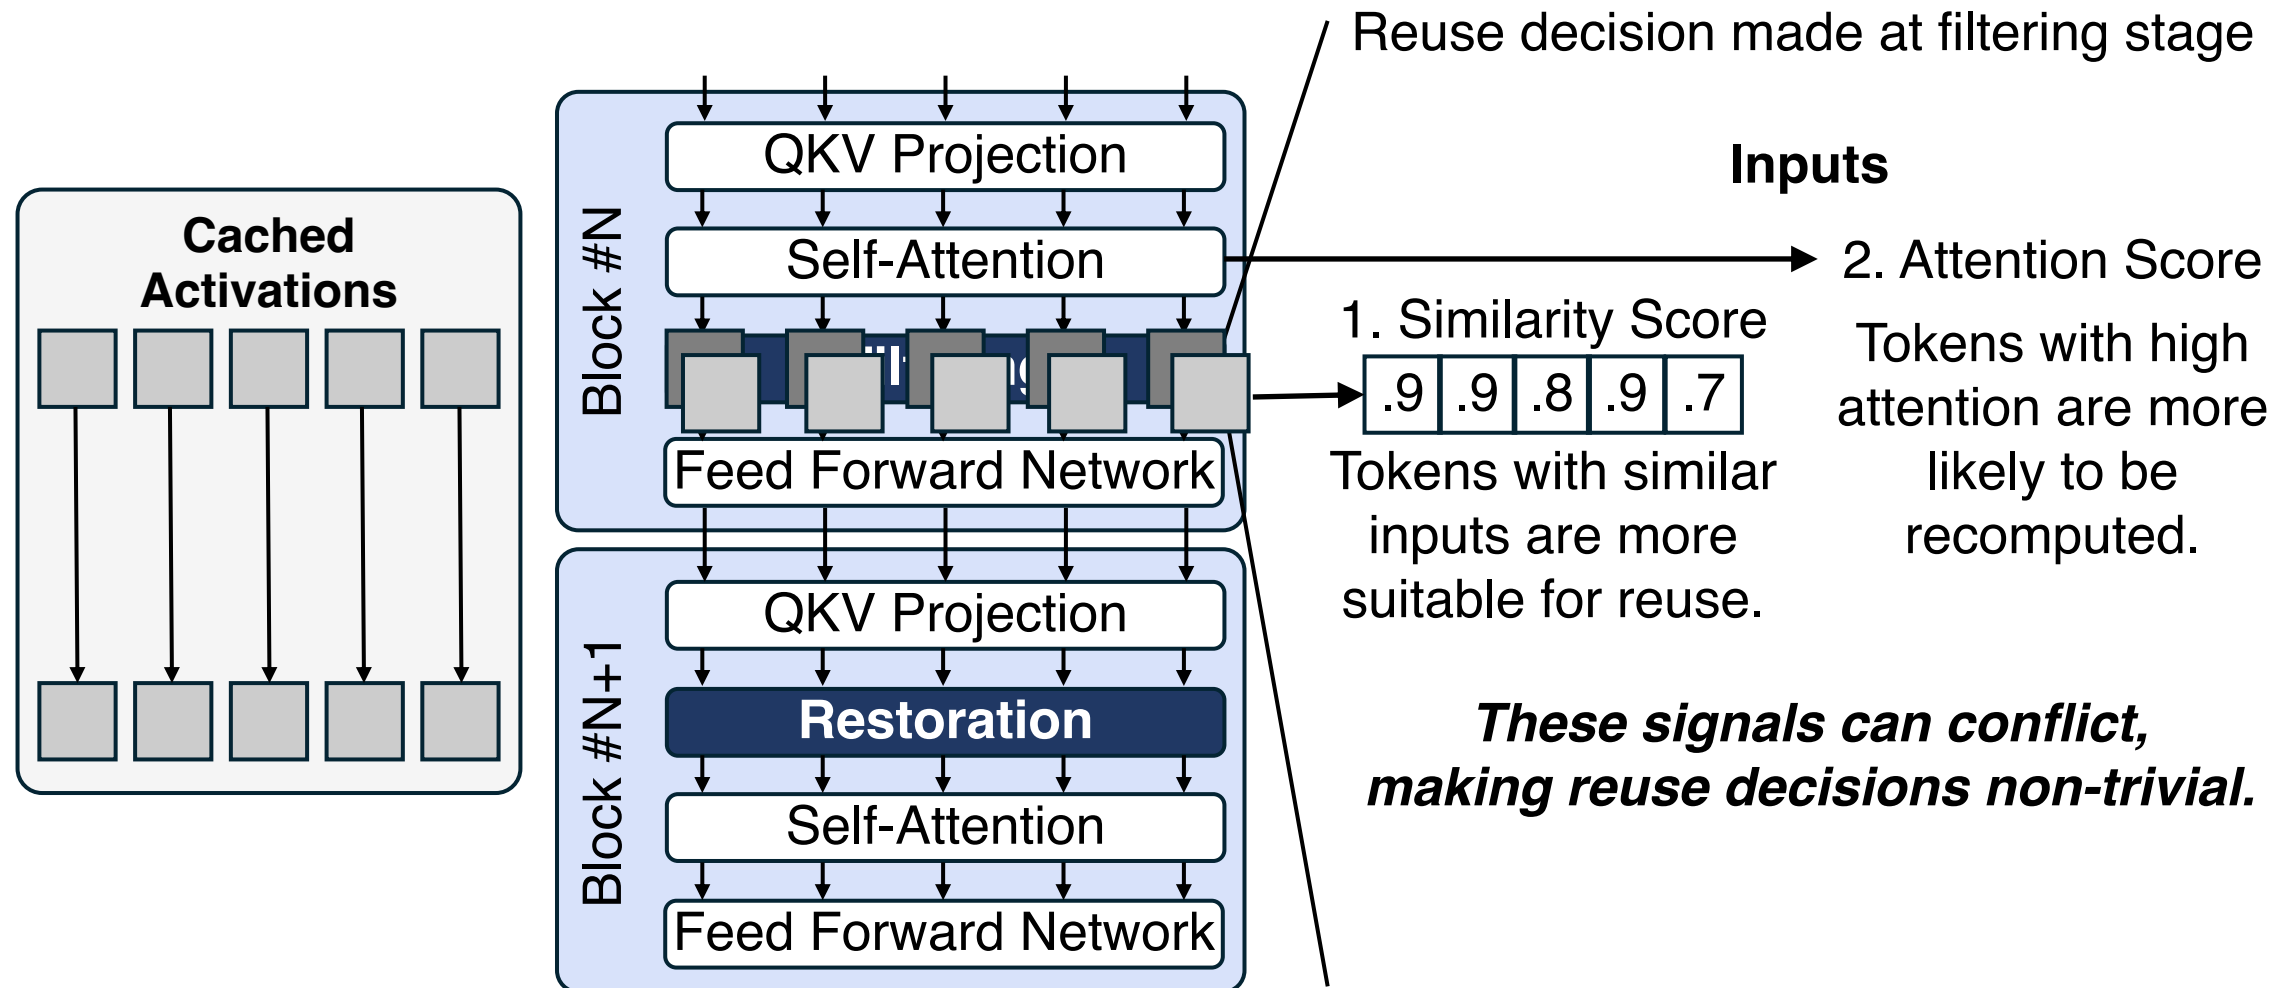 Reuse decision made at filtering stage
Cached
Activations
Block #N
QKV Projection
Self-Attention
Feed Forward Network
Block #N+1
QKV Projection
Restoration
Self-Attention
Feed Forward Network
Inputs
1. Similarity Score
.9 .9 .8 .9 .7
Tokens with similar
inputs are more
suitable for reuse.
2. Attention Score
Tokens with high
attention are more
likely to be
recomputed.
These signals can conflict,
making reuse decisions non-trivial.